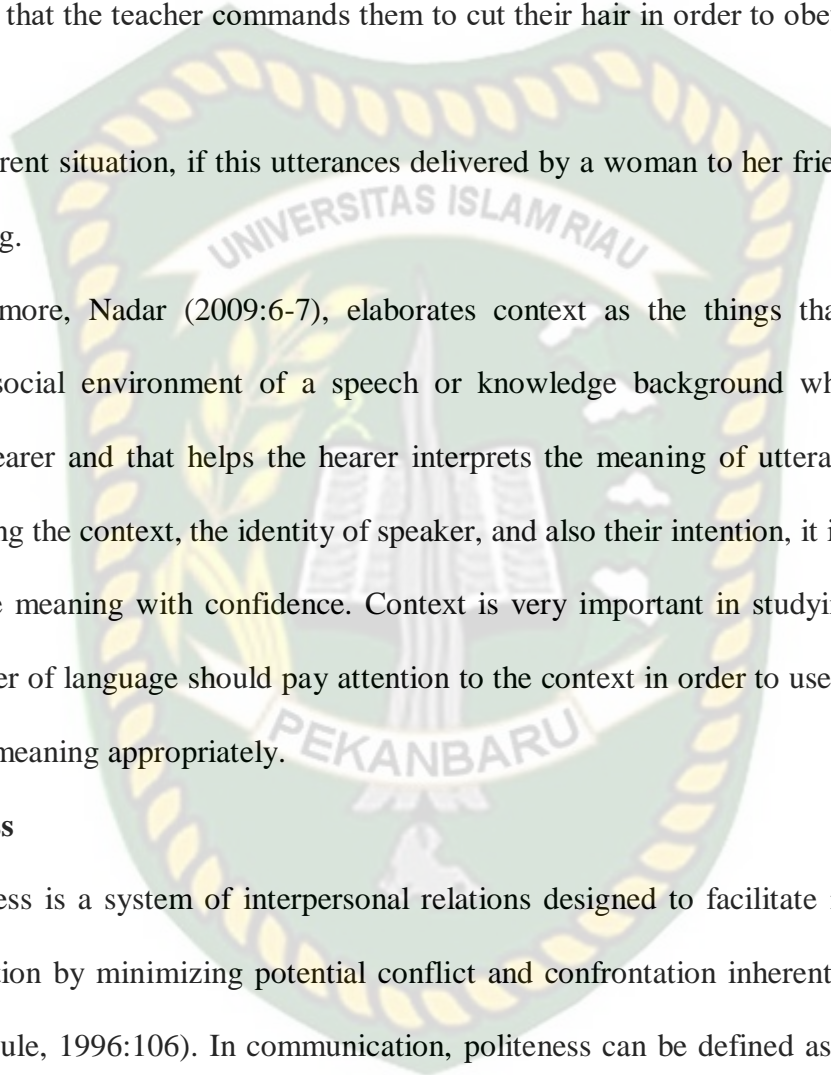 that the teacher commands them to cut their hair in order to obe
rent situation, if this utterances delivered by a woman to her frie
UNIVERSITAS ISLAM RIAU
g.
more, Nadar (2009:6-7), elaborates context as the things tha
social environment of a speech or knowledge background wh
earer and that helps the hearer interprets the meaning of uttera
ng the context, the identity of speaker, and also their intention, it i
e meaning with confidence. Context is very important in studyi
er of language should pay attention to the context in order to use
PEKANBARU
meaning appropriately.
s
ess is a system of interpersonal relations designed to facilitate
tion by minimizing potential conflict and confrontation inherent
ule, 1996:106). In communication, politeness can be defined as